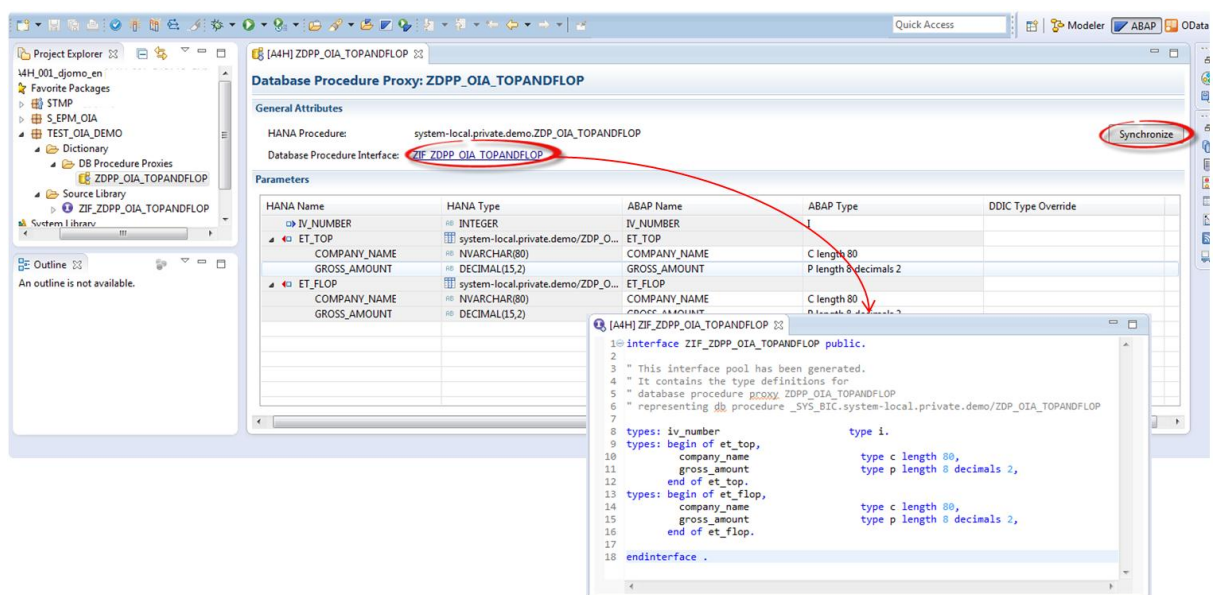 Quick Access
Modeler
ABAP
OData
Project Explorer
A4H_001_djomo_en
Favorite Packages
$TMP
S_EPM_OIA
TEST_OIA_DEMO
Dictionary
DB Procedure Proxies
ZDPP_OIA_TOPANDFLOP
Source Library
ZIF_ZDPP_OIA_TOPANDFLOP
System Library
Outline
An outline is not available.
[A4H] ZDPP_OIA_TOPANDFLOP
Database Procedure Proxy: ZDPP_OIA_TOPANDFLOP
General Attributes
HANA Procedure: system-local.private.demo.ZDP_OIA_TOPANDFLOP
Synchronize
Database Procedure Interface: ZIF_ZDPP_OIA_TOPANDFLOP
Parameters
HANA Name HANA Type ABAP Name ABAP Type DDIC Type Override
IV_NUMBER INTEGER IV_NUMBER I
ET_TOP system-local.private.demo/ZDP_O... ET_TOP
COMPANY_NAME NVARCHAR(80) COMPANY_NAME C length 80
GROSS_AMOUNT DECIMAL(15,2) GROSS_AMOUNT P length 8 decimals 2
ET_FLOP system-local.private.demo/ZDP_O... ET_FLOP
COMPANY_NAME NVARCHAR(80) COMPANY_NAME C length 80
GROSS_AMOUNT DECIMAL(15,2) GROSS_AMOUNT P length 8 decimals 2
[A4H] ZIF_ZDPP_OIA_TOPANDFLOP
1 interface ZIF_ZDPP_OIA_TOPANDFLOP public.
2
3 " This interface pool has been generated.
4 " It contains the type definitions for
5 " database procedure proxy ZDPP_OIA_TOPANDFLOP
6 " representing db procedure _SYS_BIC.system-local.private.demo/ZDP_OIA_TOPANDFLOP
7
8 types: iv_number type i.
9 types: begin of et_top,
10 company_name type c length 80,
11 gross_amount type p length 8 decimals 2,
12 end of et_top.
13 types: begin of et_flop,
14 company_name type c length 80,
15 gross_amount type p length 8 decimals 2,
16 end of et_flop.
17
18 endinterface .